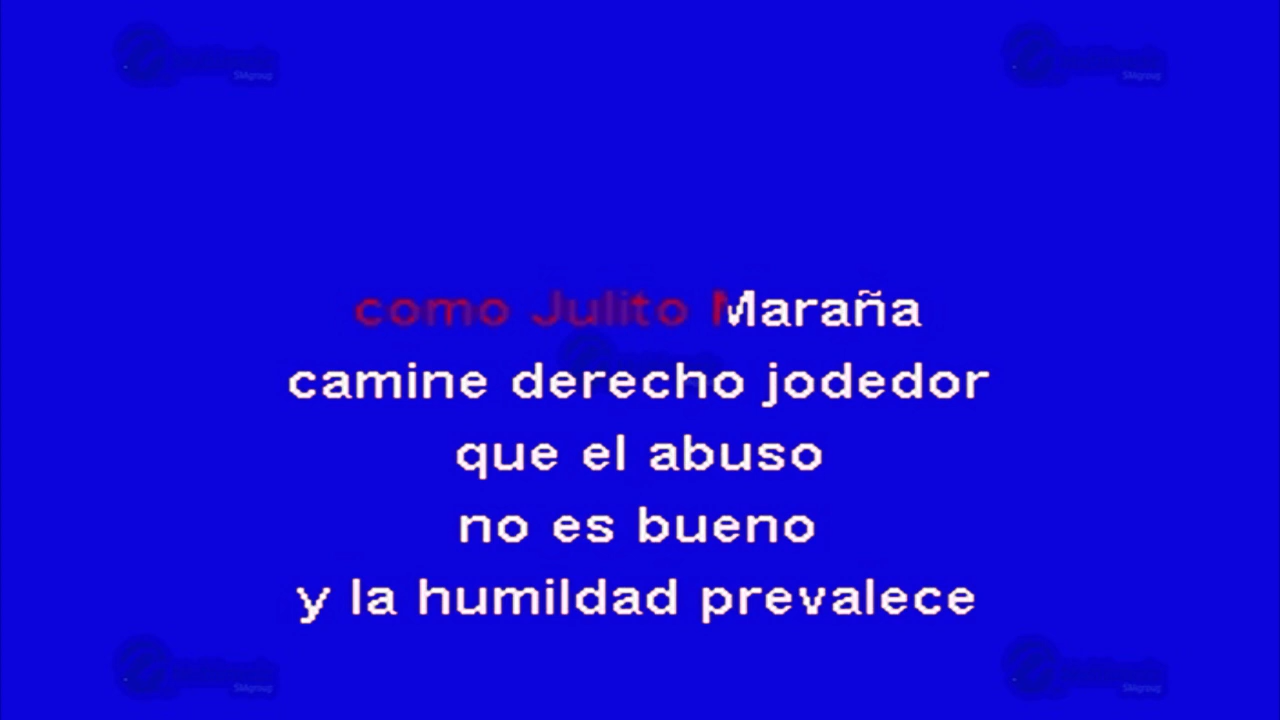 como Julito Maraña
camine derecho jodedor
que el abuso
no es bueno
y la humildad prevalece